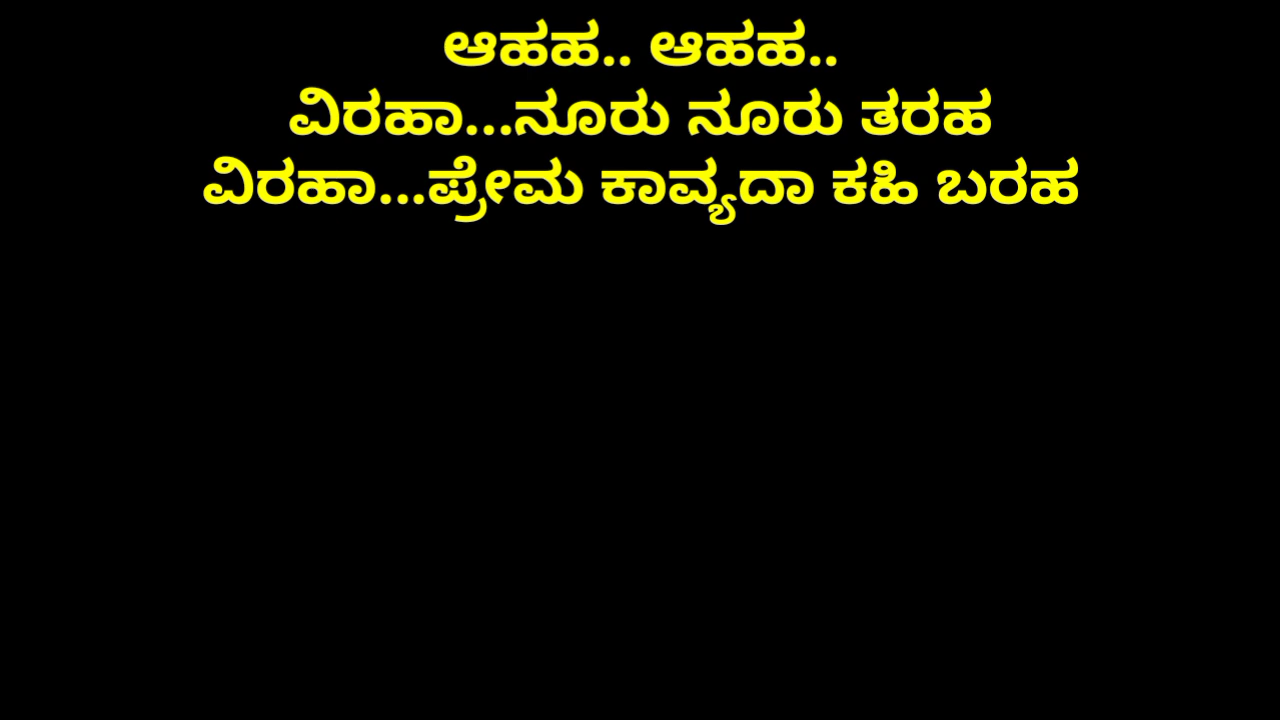 ಆಹಹ.. ಆಹಹ..
ವಿರಹಾ...ನೂರು ನೂರು ತರಹ
ವಿರಹಾ...ಪ್ರೇಮ ಕಾವ್ಯದಾ ಕಹಿ ಬರಹ